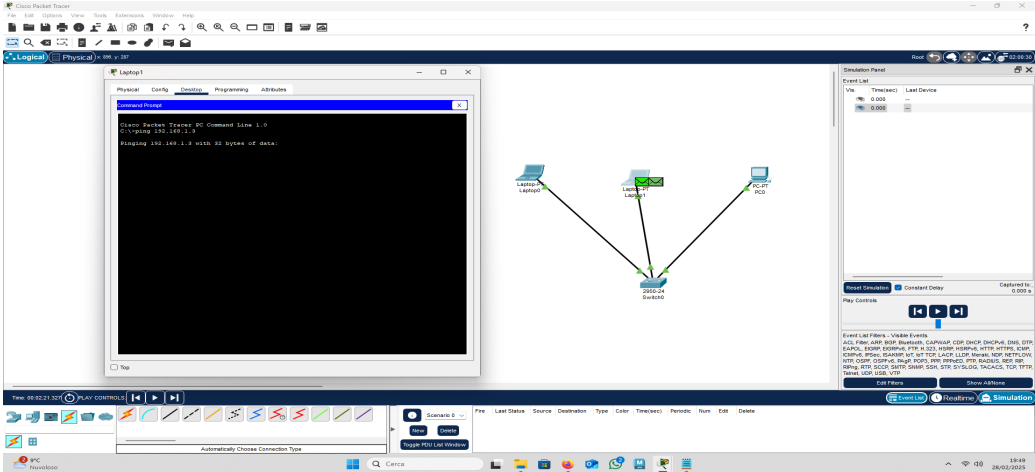 Cisco Packet Tracer
File Edit Options View Tools Extensions Window Help
?
Logical Physical x: 898, y: 287 Root 02:00:30
Laptop1
Physical Config Desktop Programming Attributes
Command Prompt X
Cisco Packet Tracer PC Command Line 1.0
C:\>ping 192.168.1.3
Pinging 192.168.1.3 with 32 bytes of data:
Top
Laptop-PT
Laptop0
Laptop-PT
Laptop1
PC-PT
PC0
2950-24
Switch0
Simulation Panel
Event List
Vis. Time(sec) Last Device
0.000 --
0.000 --
Reset Simulation Constant Delay Captured to:
0.000 s
Play Controls
Event List Filters - Visible Events
ACL Filter, ARP, BGP, Bluetooth, CAPWAP, CDP, DHCP, DHCPv6, DNS, DTP,
EAPOL, EIGRP, EIGRPv6, FTP, H.323, HSRP, HSRPv6, HTTP, HTTPS, ICMP,
ICMPv6, IPSec, ISAKMP, IoT, IoT TCP, LACP, LLDP, Meraki, NDP, NETFLOW,
NTP, OSPF, OSPFv6, PAgP, POP3, PPP, PPPoED, PTP, RADIUS, REP, RIP,
RIPng, RTP, SCCP, SMTP, SNMP, SSH, STP, SYSLOG, TACACS, TCP, TFTP,
Telnet, UDP, USB, VTP
Edit Filters Show All/None
Time: 00:02:21.327 PLAY CONTROLS: Event List Realtime Simulation
Scenario 0
New Delete
Toggle PDU List Window
Fire Last Status Source Destination Type Color Time(sec) Periodic Num Edit Delete
Automatically Choose Connection Type
9°C
Nuvoloso
Cerca
19:49
28/02/2025